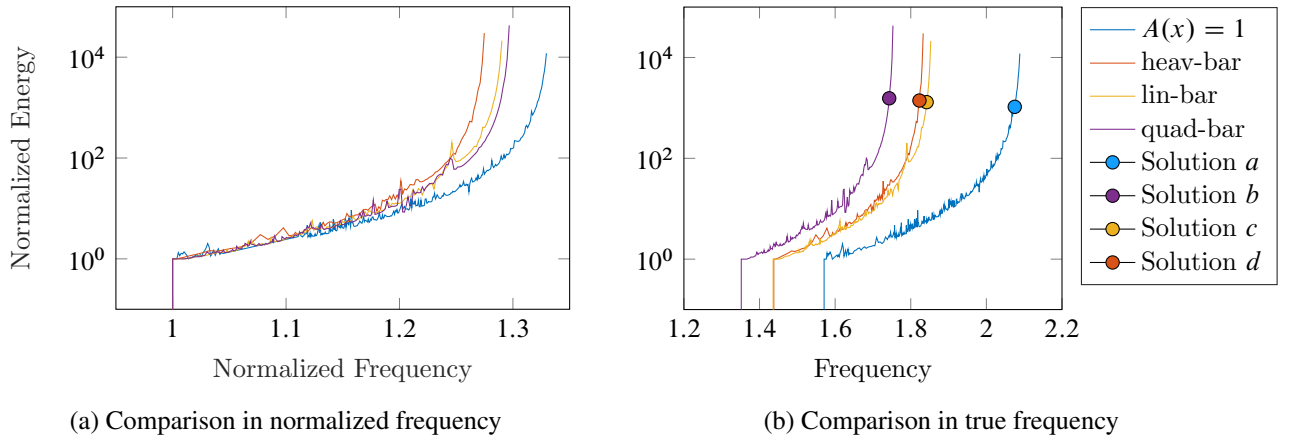 Normalized Energy
10^4
10^2
10^0
1
1.1
1.2
1.3
Normalized Frequency
(a) Comparison in normalized frequency
10^4
10^2
10^0
1.2
1.4
1.6
1.8
2
2.2
Frequency
(b) Comparison in true frequency
A(x) = 1
heav-bar
lin-bar
quad-bar
Solution a
Solution b
Solution c
Solution d